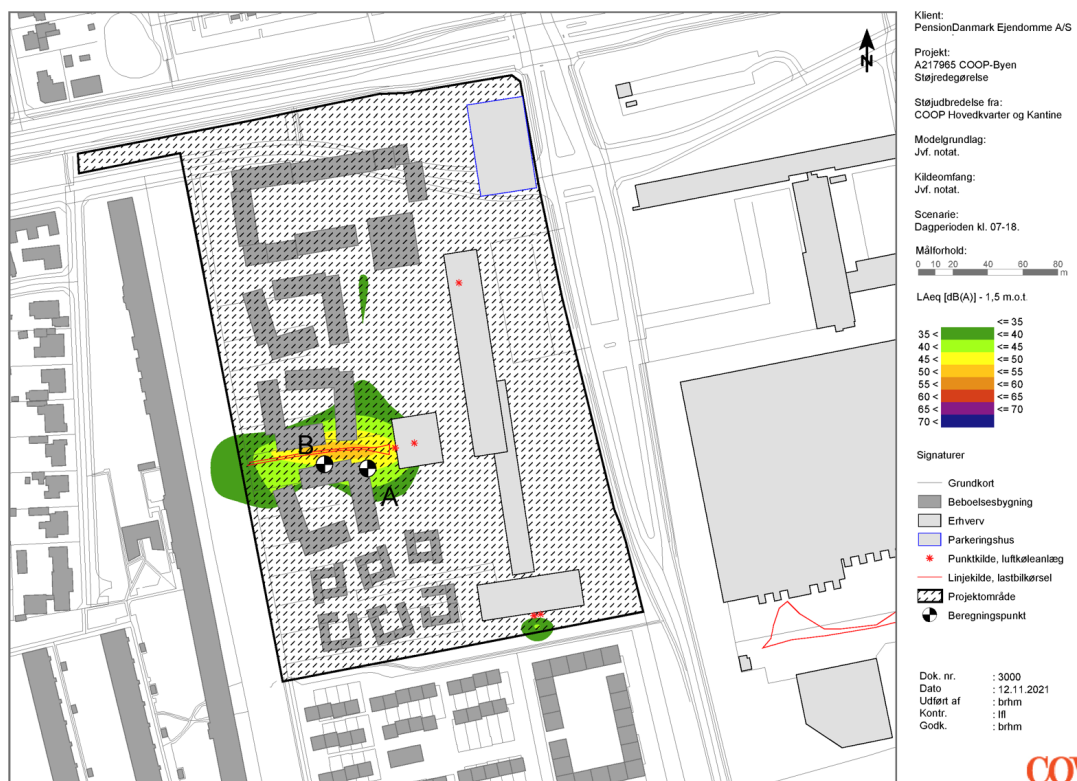 N
B
A
Klient:
PensionDanmark Ejendomme A/S
Projekt:
A217965 COOP-Byen
Støjredegørelse
Støjudbredelse fra:
COOP Hovedkvarter og Kantine
Modelgrundlag:
Jvf. notat.
Kildeomfang:
Jvf. notat.
Scenarie:
Dagperioden kl. 07-18.
Målforhold:
0 10 20 40 60 80
m
LAeq [dB(A)] - 1,5 m.o.t.
<= 35
35 < <= 40
40 < <= 45
45 < <= 50
50 < <= 55
55 < <= 60
60 < <= 65
65 < <= 70
70 <
Signaturer
Grundkort
Beboelsesbygning
Erhverv
Parkeringshus
Punktkilde, luftkøleanlæg
Linjekilde, lastbilkørsel
Projektområde
Beregningspunkt
Dok. nr. : 3000
Dato : 12.11.2021
Udført af : brhm
Kontr. : lfl
Godk. : brhm